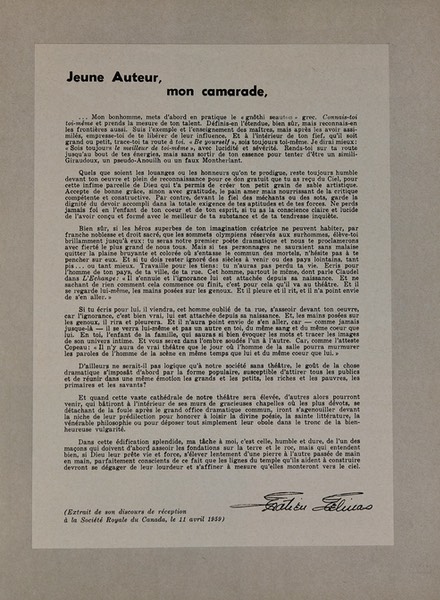 Jeune Auteur,
mon camarade,
... Mon bonhomme, mets d'abord en pratique le «gnôthi seauton» grec. Connais-toi
toi-même et prends la mesure de ton talent. Définis-en l'étendue, bien sûr, mais reconnais-en
les frontières aussi. Suis l'exemple et l'enseignement des maîtres, mais après les avoir assi-
milés, empresse-toi de te libérer de leur influence. Et à l'intérieur de ton fief, qu'il soit
grand ou petit, trace-toi ta route à toi. «Be yourself», sois toujours toi-même. Je dirai mieux:
«Sois toujours le meilleur de toi-même», avec lucidité et sévérité. Rends-toi sur ta route
jusqu'au bout de tes énergies, mais sans sortir de ton essence pour tenter d'être un simili-
Giraudoux, un pseudo-Anouilh ou un faux Montherlant.
Quels que soient les louanges ou les honneurs qu'on te prodigue, reste toujours humble
devant ton oeuvre et plein de reconnaissance pour ce don gratuit que tu as reçu du Ciel, pour
cette infime parcelle de Dieu qui t'a permis de créer ton petit grain de sable artistique.
Accepte de bonne grâce, sinon avec gratitude, le pain amer mais nourrissant de la critique
compétente et constructive. Par contre, devant le fiel des méchants ou des sots, garde la
dignité du devoir accompli dans la totale exigence de tes aptitudes et de tes forces. Ne perds
jamais foi en l'enfant de ton coeur et de ton esprit, si tu as la conscience claire et lucide
de l'avoir conçu et formé avec le meilleur de ta substance et de ta tendresse inquiète.
Bien sûr, si les héros superbes de ton imagination créatrice ne peuvent habiter, par
franche noblesse et droit sacré, que les sommets olympiens réservés aux surhommes, élève-toi
brillamment jusqu'à eux: tu seras notre premier poète dramatique et nous te proclamerons
avec fierté le plus grand de nous tous. Mais si tes personnages ne sauraient sans malaise
quitter la plaine bruyante et colorée où s'entasse le commun des mortels, n'hésite pas à te
pencher sur eux. Et si tu dois rester ignoré des siècles à venir ou des pays lointains, tant
pis... ou tant mieux. Travaille pour les tiens: tu n'auras pas perdu ta vie. Travaille pour
l'homme de ton pays, de ta ville, de ta rue. Cet homme, partout le même, dont parle Claudel
dans L'Echange: «Il s'ennuie et l'ignorance lui est attachée depuis sa naissance. Et ne
sachant de rien comment cela commence ou finit, c'est pour cela qu'il va au théâtre. Et il
se regarde lui-même, les mains posées sur les genoux. Et il pleure et il rit, et il n'a point envie
de s'en aller.»
Si tu écris pour lui, il viendra, cet homme oublié de ta rue, s'asseoir devant ton oeuvre,
car l'ignorance, c'est bien vrai, lui est attachée depuis sa naissance. Et, les mains posées sur
les genoux, il rira et pleurera. Et il n'aura point envie de s'en aller, car — comme jamais
jusque-là — il se verra lui-même et pas un autre en toi, du même sang et du même coeur que
lui. En toi, l'enfant de la famille, qui sauras si bien évoquer les mots et tracer les images
de son univers intime. Et vous serez dans l'ombre soudés l'un à l'autre. Car, comme l'atteste
Copeau: «Il n'y aura de vrai théâtre que le jour où l'homme de la salle pourra murmurer
les paroles de l'homme de la scène en même temps que lui et du même coeur que lui.»
D'ailleurs ne serait-il pas logique qu'à notre société sans théâtre, le goût de la chose
dramatique s'imposât d'abord par la forme populaire, susceptible d'attirer tous les publics
et de réunir dans une même émotion les grands et les petits, les riches et les pauvres, les
primaires et les savants?
Et quand cette vaste cathédrale de notre théâtre sera élevée, d'autres alors pourront
venir, qui bâtiront à l'intérieur de ses murs de gracieuses chapelles où les plus dévots, se
détachant de la foule après le grand office dramatique commun, iront s'agenouiller devant
la niche de leur prédilection pour honorer à loisir la divine poésie, la sainte littérature, la
vénérable philosophie ou pour déposer tout simplement leur obole dans le tronc de la bien-
heureuse vulgarité.
Dans cette édification splendide, ma tâche à moi, c'est celle, humble et dure, de l'un des
maçons qui doivent d'abord asseoir les fondations sur la terre et le roc, mais qui entendent
bien, si Dieu leur prête vie et force, s'élever lentement d'une pierre à l'autre passée de main
en main, parfaitement conscients de ce fait que les lignes du temple qu'ils aident à construire
devront se dégager de leur lourdeur et s'affiner à mesure qu'elles monteront vers le ciel.
Gratien Gélinas
(Extrait de son discours de réception
à la Société Royale du Canada, le 11 avril 1959)